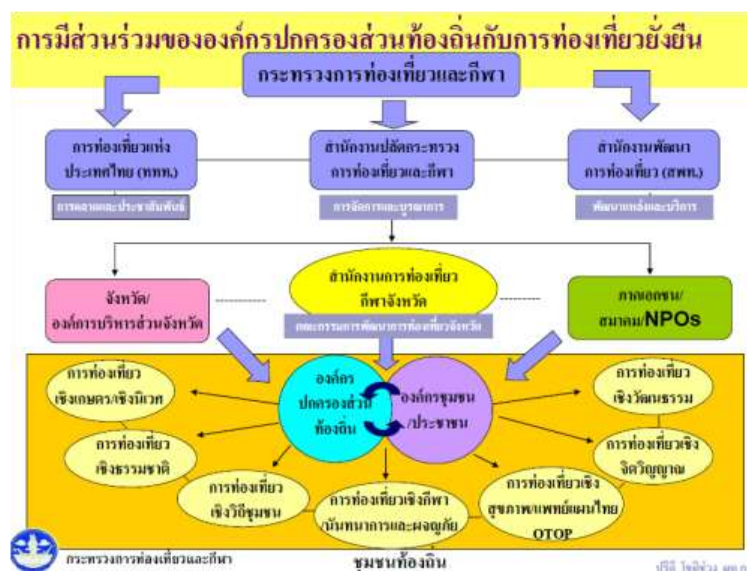 การมีส่วนร่วมขององค์กรปกครองส่วนท้องถิ่นกับการท่องเที่ยวยั่งยืน
กระทรวงการท่องเที่ยวและกีฬา
การท่องเที่ยวแห่ง
ประเทศไทย (ททท.)
สำนักงานปลัดกระทรวง
การท่องเที่ยวและกีฬา
สำนักงานพัฒนา
การท่องเที่ยว (สพท.)
การตลาดและประชาสัมพันธ์
การจัดการและบูรณาการ
พัฒนาแหล่งและบริการ
จังหวัด/
องค์การบริหารส่วนจังหวัด
สำนักงานการท่องเที่ยว
กีฬาจังหวัด
คณะกรรมการพัฒนาการท่องเที่ยวจังหวัด
ภาคเอกชน/
สมาคม/NPOs
องค์กร
ปกครองส่วน
ท้องถิ่น
องค์กรชุมชน
/ประชาชน
การท่องเที่ยว
เชิงเกษตร/เชิงนิเวศ
การท่องเที่ยว
เชิงธรรมชาติ
การท่องเที่ยว
เชิงวิถีชุมชน
การท่องเที่ยวเชิงกีฬา
/นันทนาการและผจญภัย
การท่องเที่ยวเชิง
สุขภาพ/แพทย์แผนไทย
OTOP
การท่องเที่ยวเชิง
จิตวิญญาณ
การท่องเที่ยว
เชิงวัฒนธรรม
กระทรวงการท่องเที่ยวและกีฬา
ชุมชนท้องถิ่น